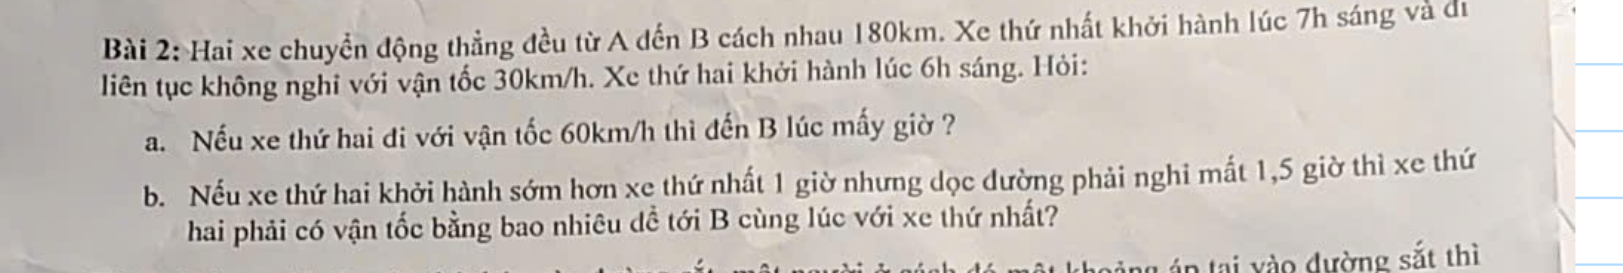 Bài 2: Hai xe chuyển động thẳng đều từ A đến B cách nhau 180km. Xe thứ nhất khởi hành lúc 7h sáng và đi
liên tục không nghỉ với vận tốc 30km/h. Xe thứ hai khởi hành lúc 6h sáng. Hỏi:
a. Nếu xe thứ hai đi với vận tốc 60km/h thì đến B lúc mấy giờ ?
b. Nếu xe thứ hai khởi hành sớm hơn xe thứ nhất 1 giờ nhưng dọc đường phải nghỉ mất 1,5 giờ thì xe thứ
hai phải có vận tốc bằng bao nhiêu để tới B cùng lúc với xe thứ nhất?
một khoảng áp tai vào đường sắt thì